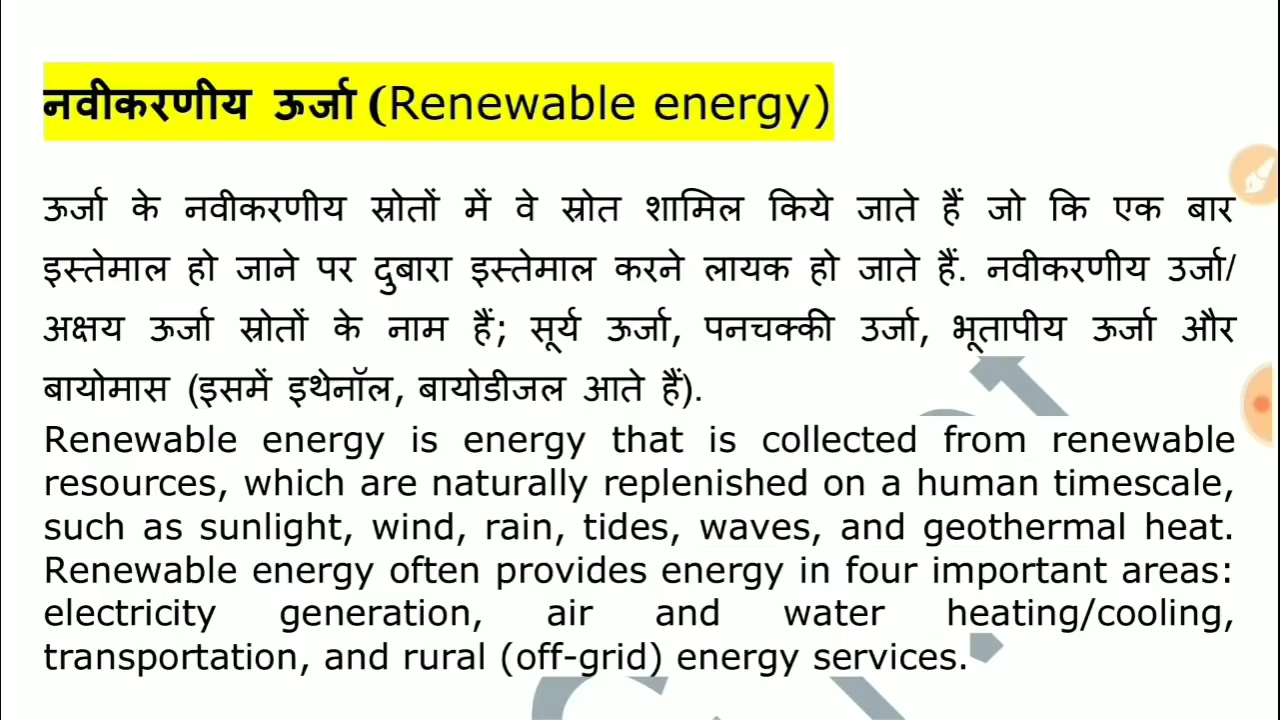 नवीकरणीय ऊर्जा (Renewable energy)
ऊर्जा के नवीकरणीय स्रोतों में वे स्रोत शामिल किये जाते हैं जो कि एक बार
इस्तेमाल हो जाने पर दुबारा इस्तेमाल करने लायक हो जाते हैं. नवीकरणीय उर्जा/
अक्षय ऊर्जा स्रोतों के नाम हैं; सूर्य ऊर्जा, पनचक्की उर्जा, भूतापीय ऊर्जा और
बायोमास (इसमें इथेनॉल, बायोडीजल आते हैं).
Renewable energy is energy that is collected from renewable
resources, which are naturally replenished on a human timescale,
such as sunlight, wind, rain, tides, waves, and geothermal heat.
Renewable energy often provides energy in four important areas:
electricity generation, air and water heating/cooling,
transportation, and rural (off-grid) energy services.